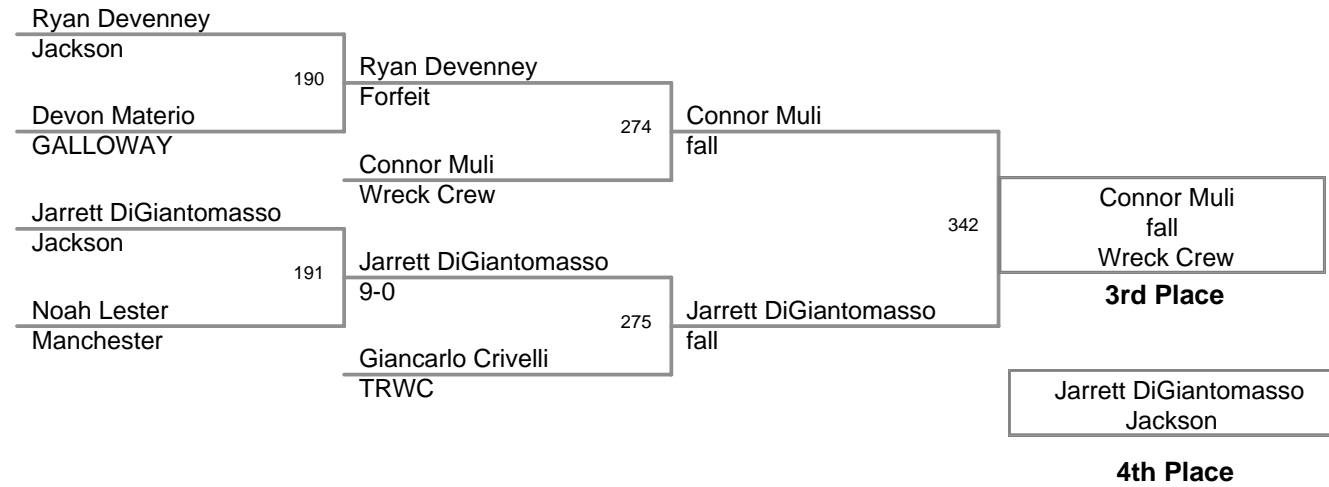 Ryan Devenney
Jackson
190
Devon Materio
GALLOWAY
Jarrett DiGiantomasso
Jackson
191
Noah Lester
Manchester
Ryan Devenney
Forfeit
274
Connor Muli
Wreck Crew
Jarrett DiGiantomasso
9-0
275
Giancarlo Crivelli
TRWC
Connor Muli
fall
342
Jarrett DiGiantomasso
fall
Connor Muli
fall
Wreck Crew
3rd Place
Jarrett DiGiantomasso
Jackson
4th Place